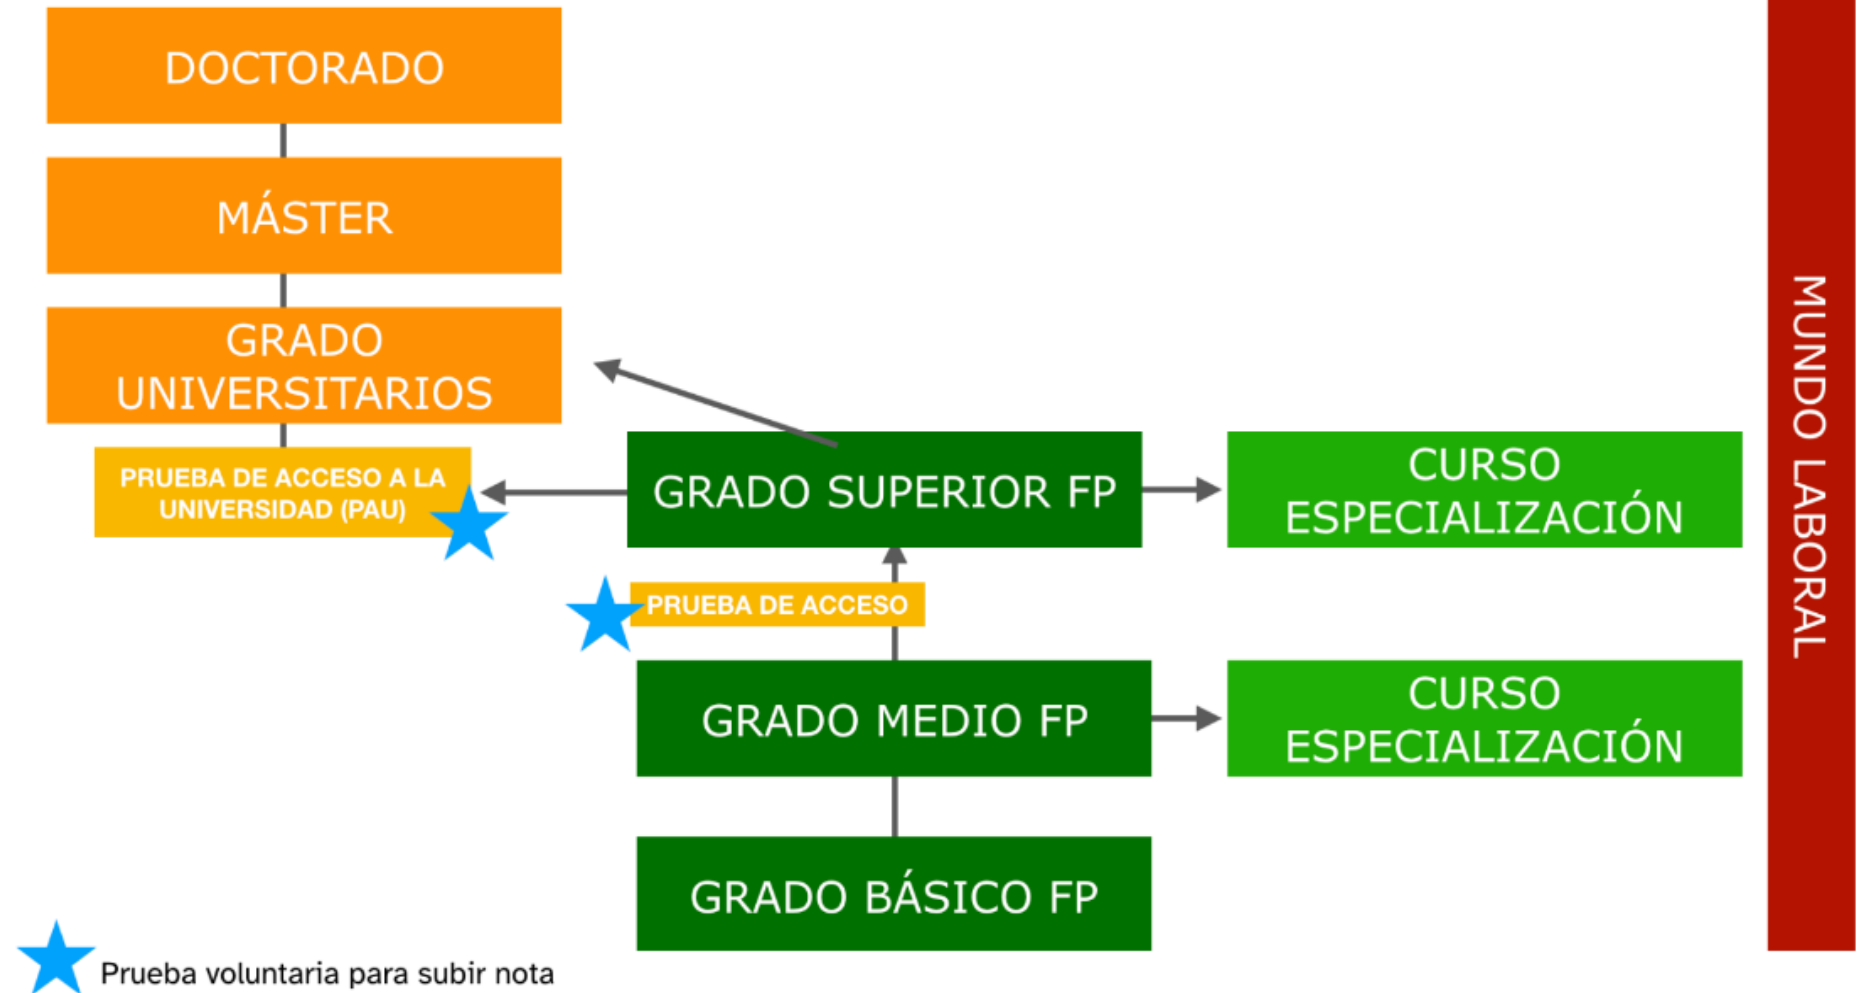 DOCTORADO
MÁSTER
GRADO
UNIVERSITARIOS
PRUEBA DE ACCESO A LA
UNIVERSIDAD (PAU)
GRADO SUPERIOR FP
CURSO
ESPECIALIZACIÓN
PRUEBA DE ACCESO
GRADO MEDIO FP
CURSO
ESPECIALIZACIÓN
GRADO BÁSICO FP
MUNDO LABORAL
Prueba voluntaria para subir nota